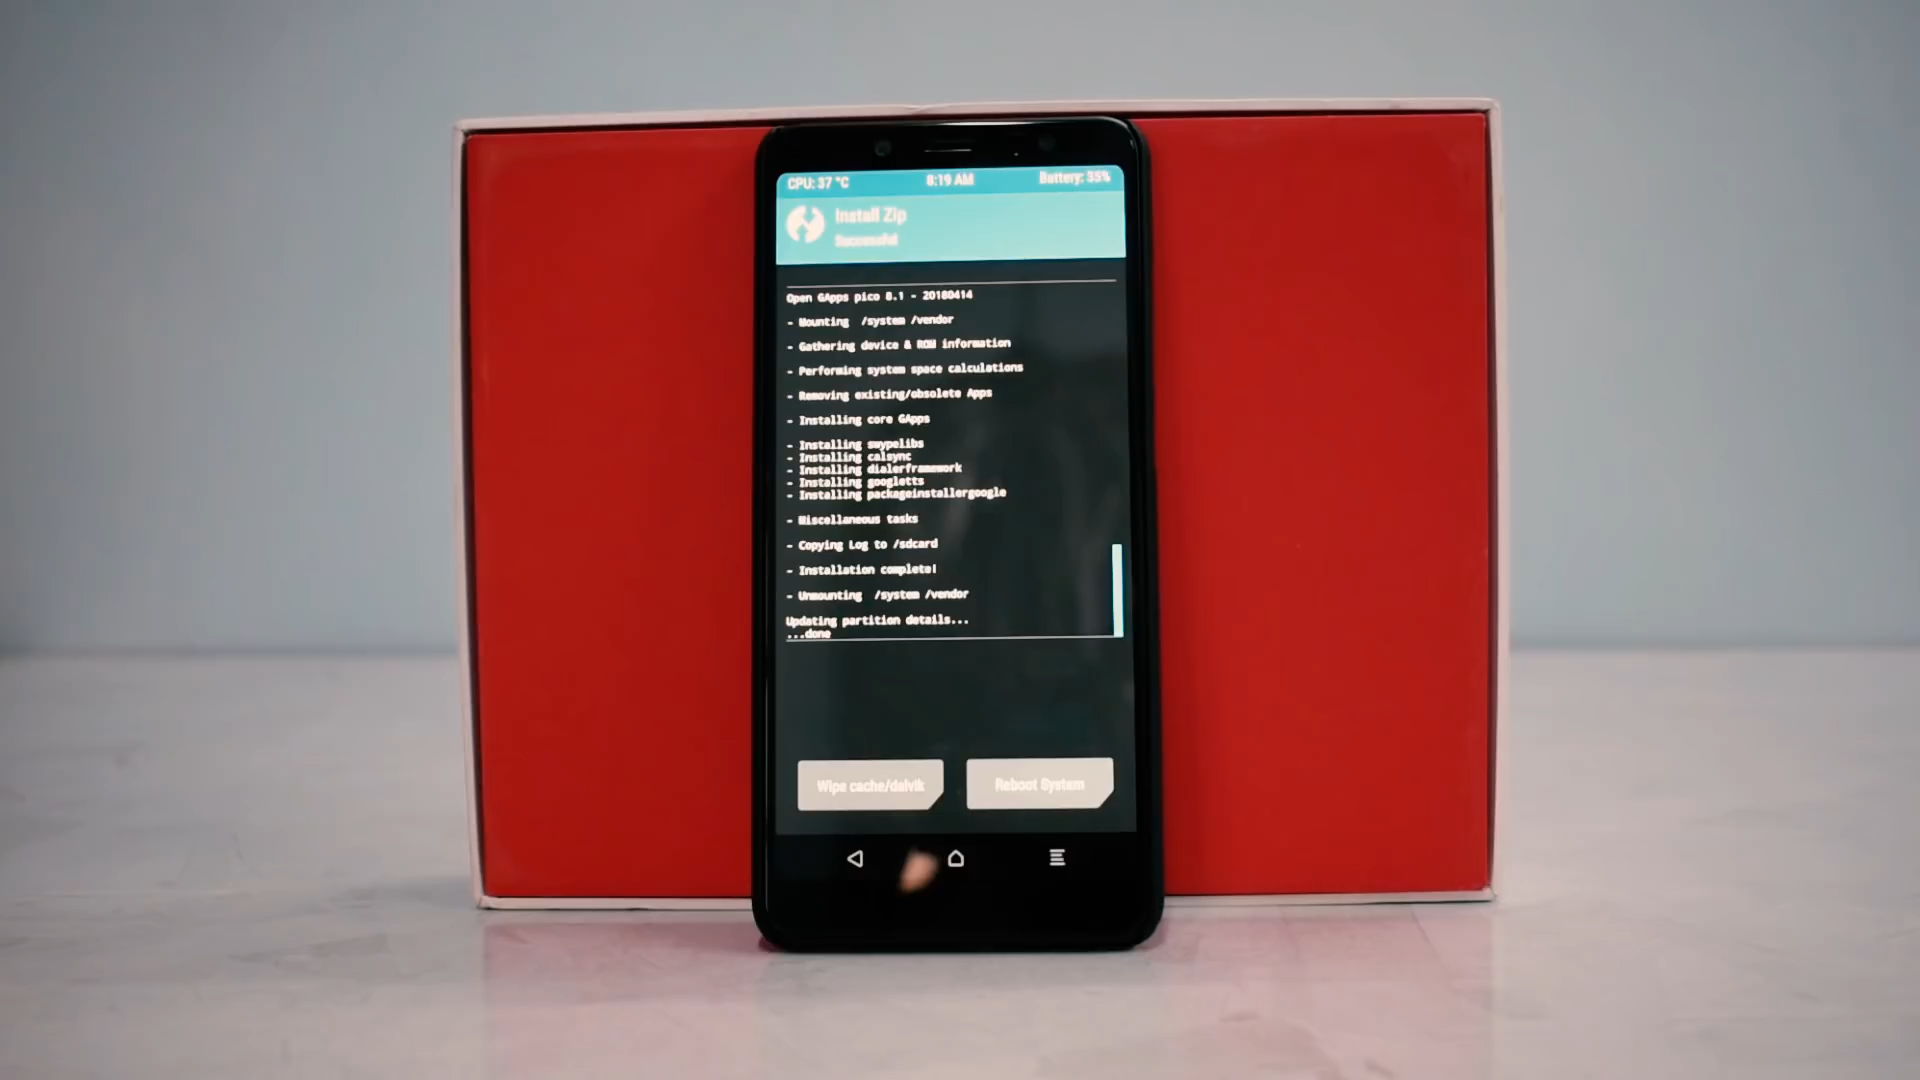 CPU: 37 °C 8:19 AM Battery: 35%
Install Zip
Successful
Open GApps pico 8.1 - 20180414
- Mounting /system /vendor
- Gathering device & ROM information
- Performing system space calculations
- Removing existing/obsolete Apps
- Installing core GApps
- Installing swypelibs
- Installing calsync
- Installing dialerframework
- Installing googletts
- Installing packageinstallergoogle
- Miscellaneous tasks
- Copying Log to /sdcard
- Installation complete!
- Unmounting /system /vendor
Updating partition details...
...done
Wipe cache/dalvik Reboot System